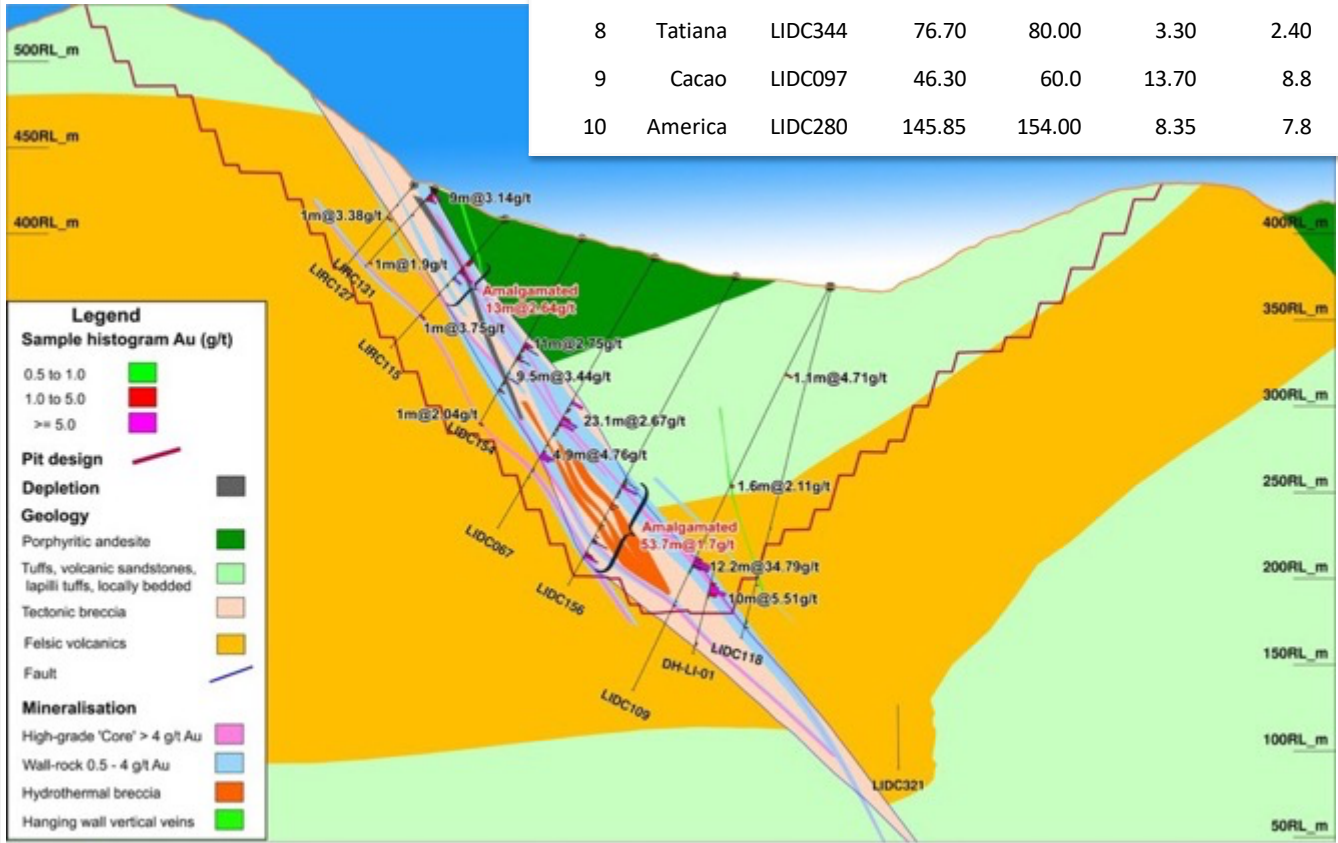 8 Tatiana LIDC344 76.70 80.00 3.30 2.40
9 Cacao LIDC097 46.30 60.0 13.70 8.8
10 America LIDC280 145.85 154.00 8.35 7.8
500RL_m
450RL_m
400RL_m
400RL_m
350RL_m
300RL_m
250RL_m
200RL_m
150RL_m
100RL_m
50RL_m
9m@3.14g/t
1m@3.38g/t
1m@1.9g/t
LIRC131
LIRC127
Amalgamated
13m@2.64g/t
1m@3.75g/t
LIRC115
11m@2.75g/t
9.5m@3.44g/t
1m@2.04g/t
LIDC154
23.1m@2.67g/t
4.9m@4.76g/t
1.1m@4.71g/t
1.6m@2.11g/t
LIDC067
Amalgamated
53.7m@1.7g/t
12.2m@34.79g/t
10m@5.51g/t
LIDC156
LIDC118
DH-LI-01
LIDC109
LIDC321
Legend
Sample histogram Au (g/t)
0.5 to 1.0
1.0 to 5.0
>= 5.0
Pit design
Depletion
Geology
Porphyritic andesite
Tuffs, volcanic sandstones,
lapilli tuffs, locally bedded
Tectonic breccia
Felsic volcanics
Fault
Mineralisation
High-grade 'Core' > 4 g/t Au
Wall-rock 0.5 - 4 g/t Au
Hydrothermal breccia
Hanging wall vertical veins